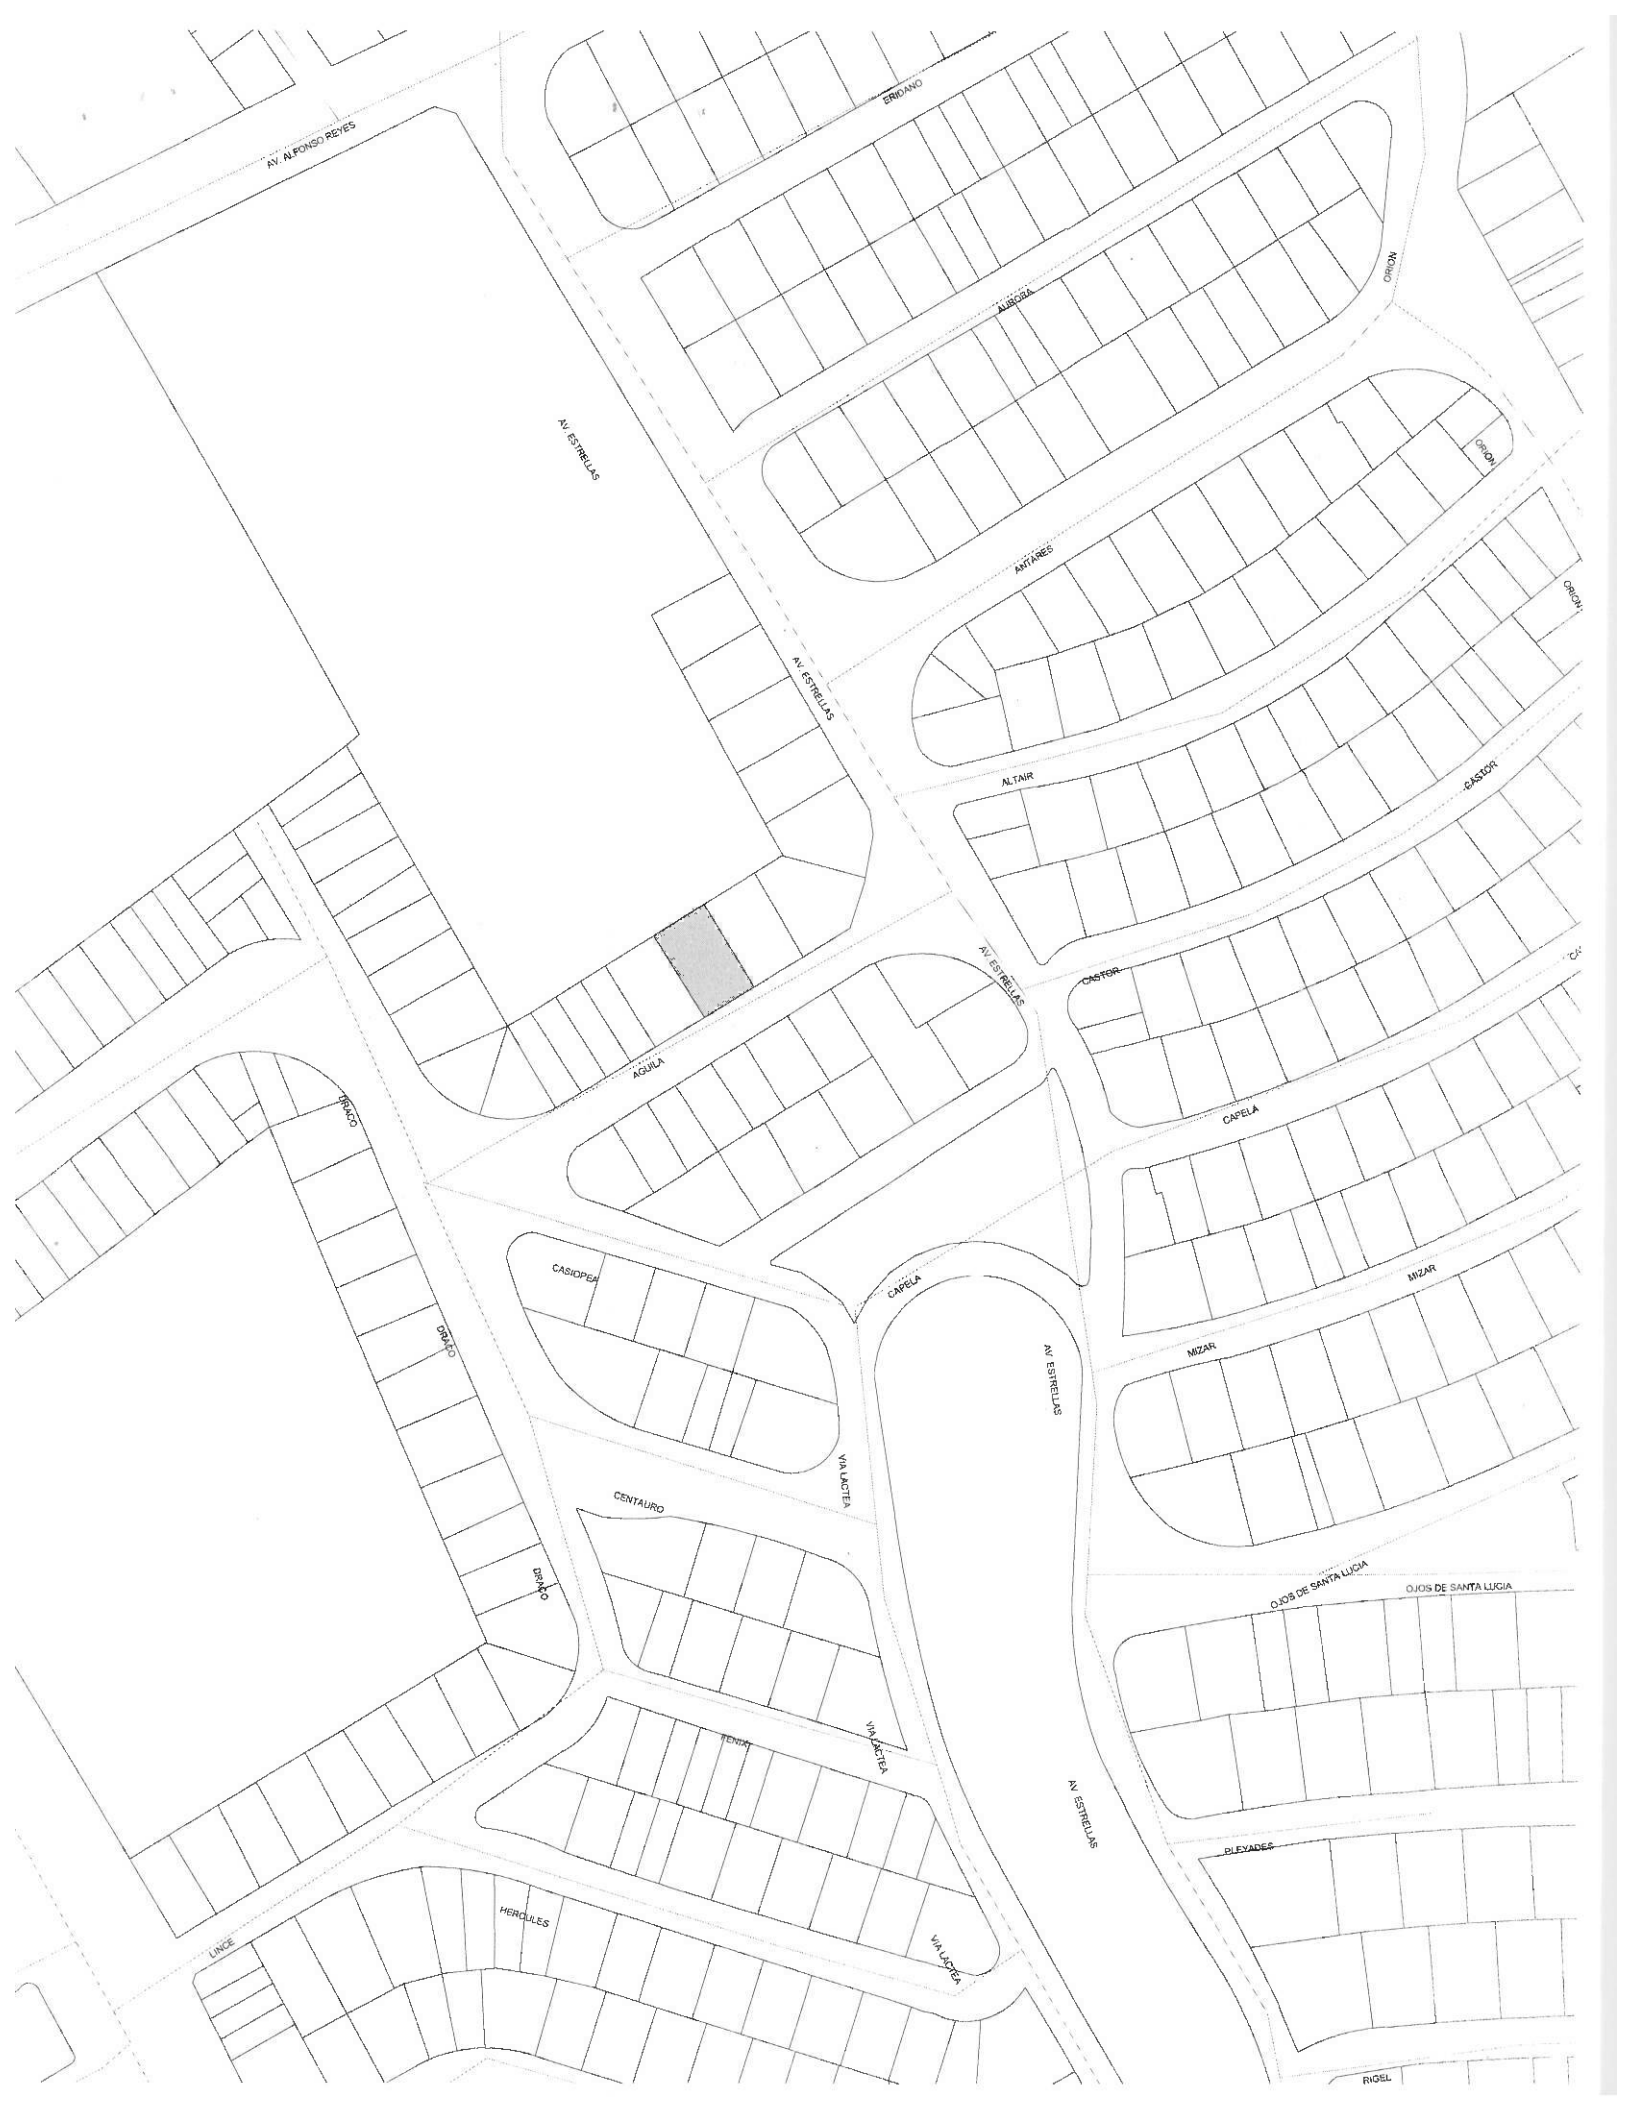 ERIDANO
AV. ALFONSO REYES
ORION
AURORA
AV. ESTRELLAS
ORION
ANTARES
ORION
AV. ESTRELLAS
ALTAIR
CASTOR
AV. ESTRELLAS
CASTOR
AGUILA
DRACO
CAPELA
CASIOPEA
CAPELA
MIZAR
DRACO
MIZAR
AV. ESTRELLAS
VIA LACTEA
CENTAURO
DRACO
OJOS DE SANTA LUCIA
OJOS DE SANTA LUCIA
FENIX
VIA LACTEA
AV. ESTRELLAS
PLEYADES
HERCULES
LINCE
VIA LACTEA
RIGEL